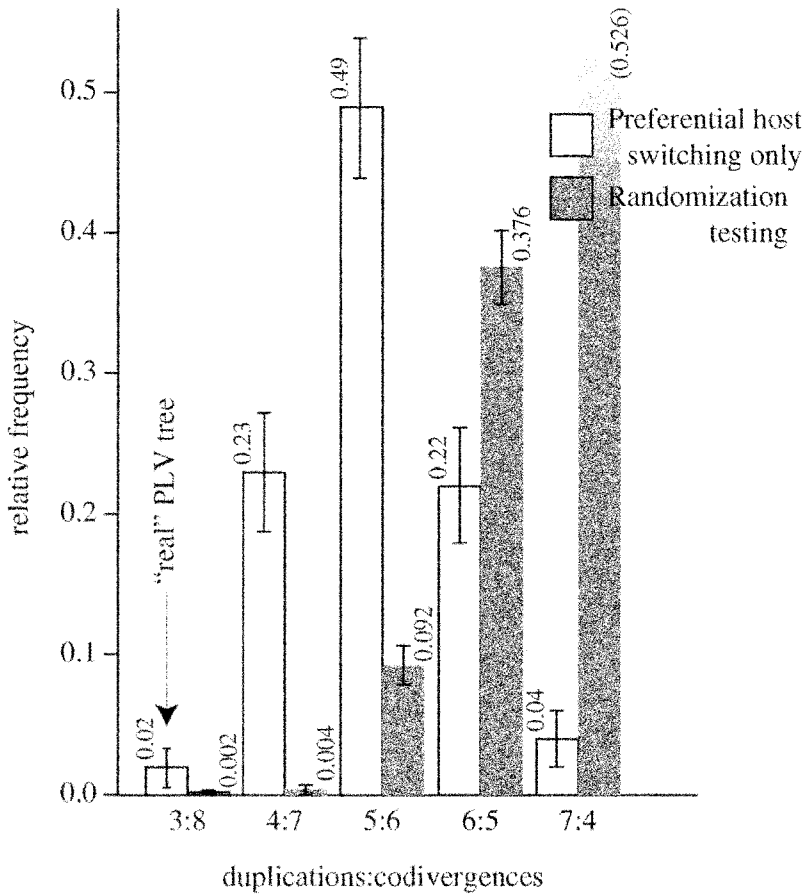 relative frequency
0.5
0.4
0.3
0.2
0.1
0.0
"real" PLV tree
0.02
0.002
0.23
0.004
0.49
0.092
0.22
0.376
0.04
(0.526)
Preferential host
switching only
Randomization
testing
3:8 4:7 5:6 6:5 7:4
duplications:codivergences